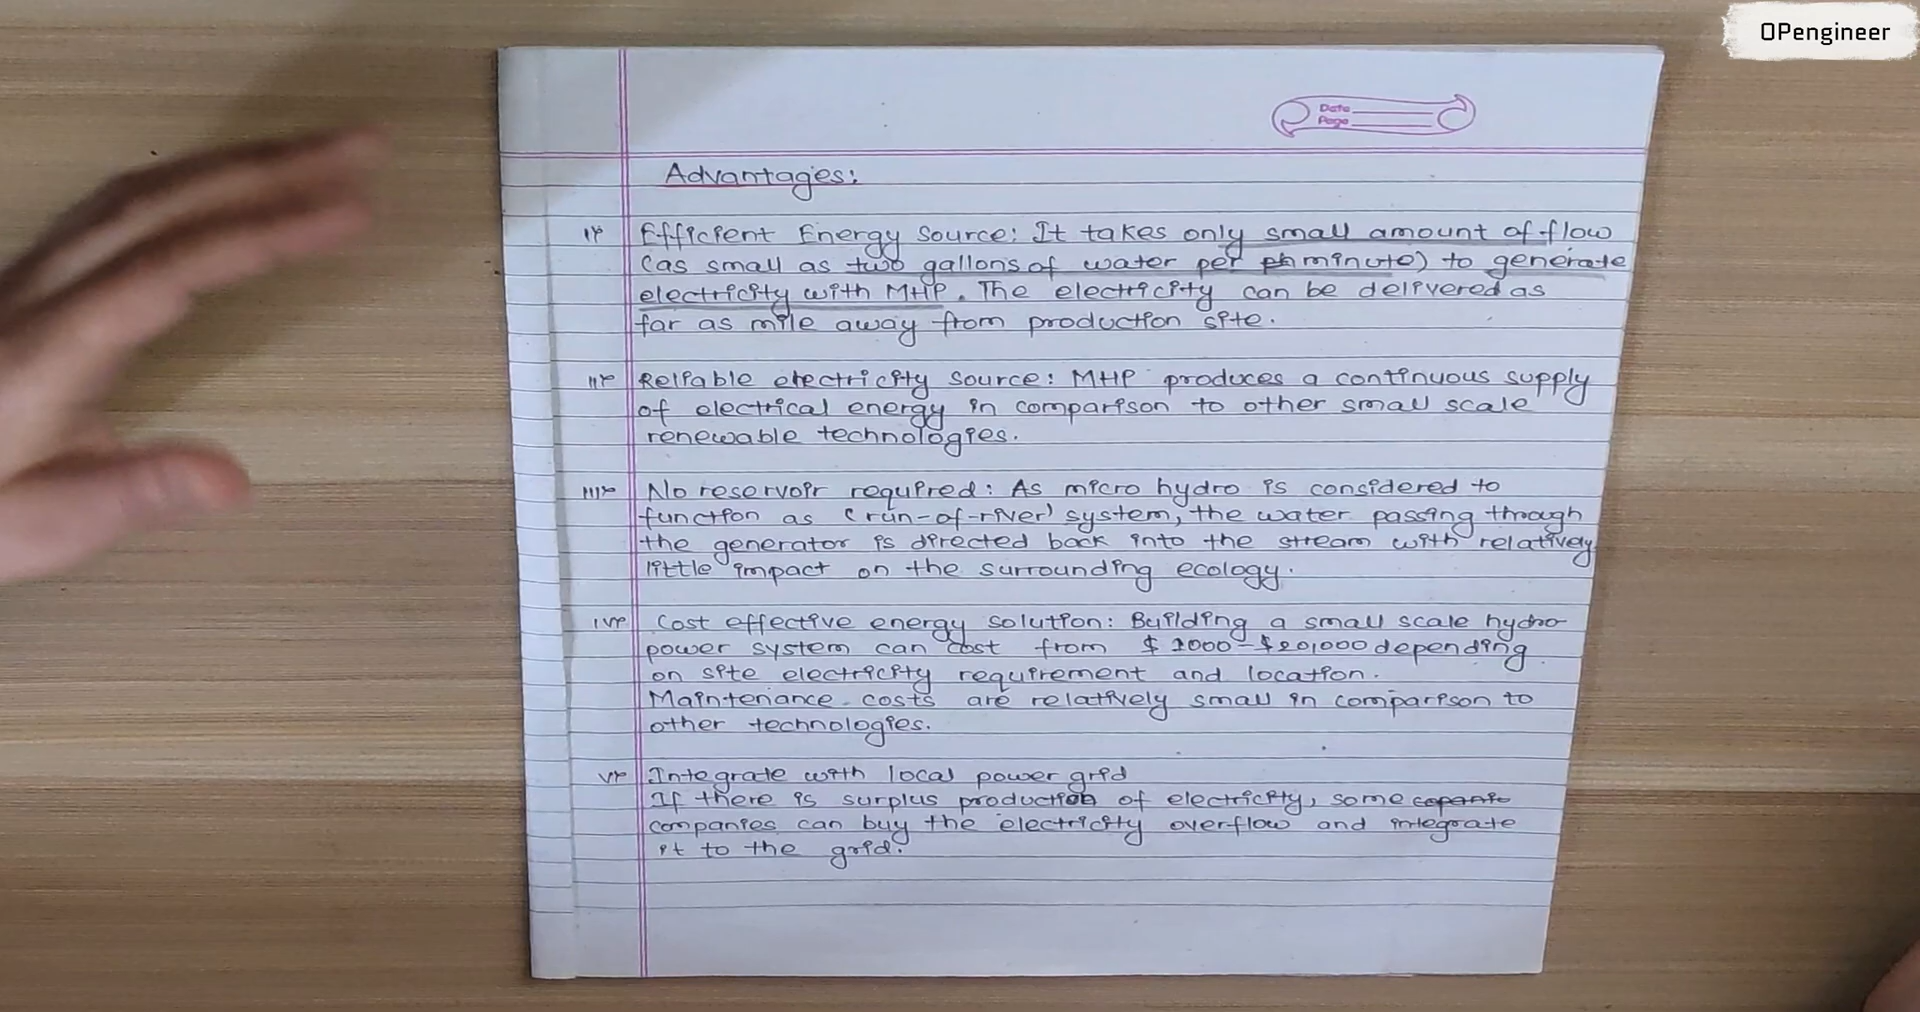 OPengineer
Date
Page
Advantages:
i) Efficient Energy Source: It takes only small amount of flow
(as small as two gallons of water per minute) to generate
electricity with MHP. The electricity can be delivered as
far as mile away from production site.
ii) Reliable electricity source: MHP produces a continuous supply
of electrical energy in comparison to other small scale
renewable technologies.
iii) No reservoir required: As micro hydro is considered to
function as 'run-of-river' system, the water passing through
the generator is directed back into the stream with relatively
little impact on the surrounding ecology.
iv) Cost effective energy solution: Building a small scale hydro
power system can cost from $1000-$20,000 depending
on site electricity requirement and location.
Maintenance costs are relatively small in comparison to
other technologies.
v) Integrate with local power grid
If there is surplus production of electricity, some
companies can buy the electricity overflow and integrate
it to the grid.